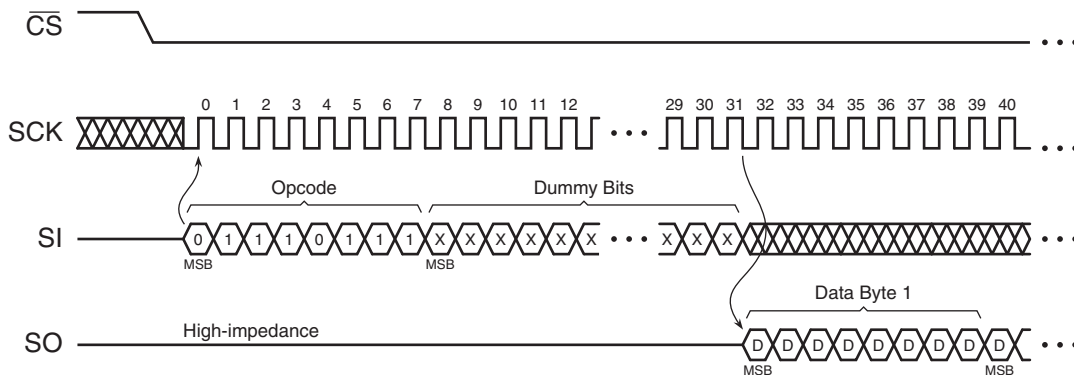 CS
0 1 2 3 4 5 6 7 8 9 10 11 12 29 30 31 32 33 34 35 36 37 38 39 40
SCK
Opcode Dummy Bits
SI 0 1 1 1 0 1 1 1 X X X X X X X X X
MSB MSB
Data Byte 1
High-impedance
SO D D D D D D D D D
MSB MSB